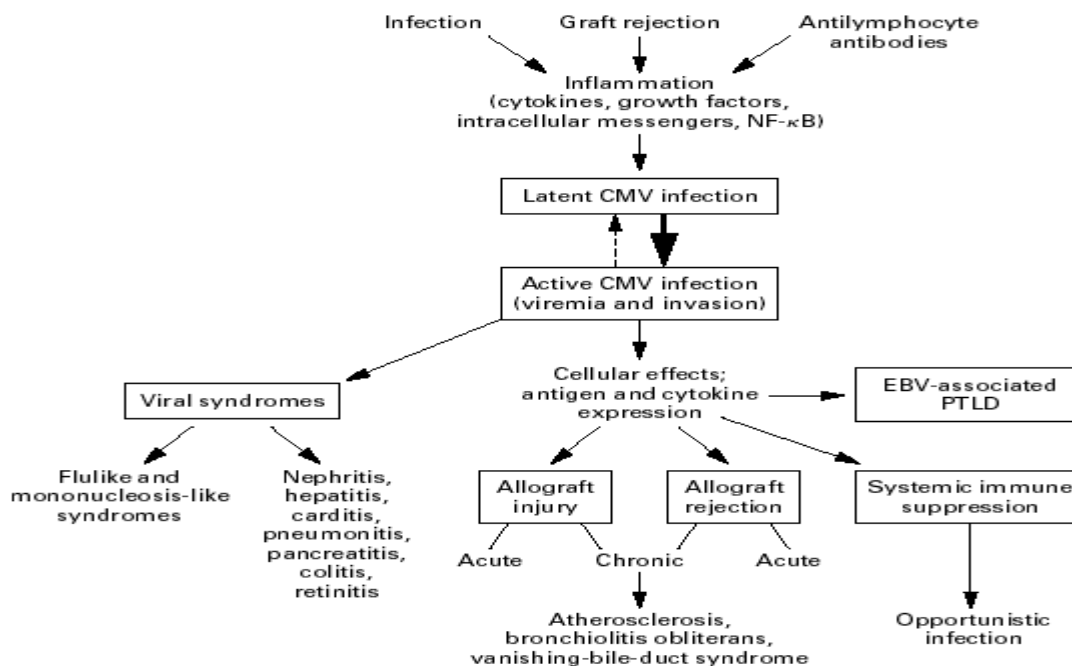 Infection
Graft rejection
Antilymphocyte
antibodies
Inflammation
(cytokines, growth factors,
intracellular messengers, NF-κB)
Latent CMV infection
Active CMV infection
(viremia and invasion)
Cellular effects;
antigen and cytokine
expression
EBV-associated
PTLD
Viral syndromes
Flulike and
mononucleosis-like
syndromes
Nephritis,
hepatitis,
carditis,
pneumonitis,
pancreatitis,
colitis,
retinitis
Allograft
injury
Allograft
rejection
Systemic immune
suppression
Acute
Chronic
Acute
Atherosclerosis,
bronchiolitis obliterans,
vanishing-bile-duct syndrome
Opportunistic
infection